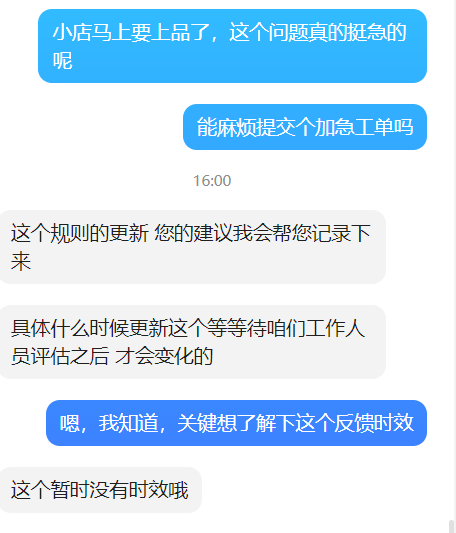 小店马上要上品了，这个问题真的挺急的
呢
能麻烦提交个加急工单吗
16:00
这个规则的更新 您的建议我会帮您记录下
来
具体什么时候更新这个等等待咱们工作人
员评估之后 才会变化的
嗯，我知道，关键想了解下这个反馈时效
这个暂时没有时效哦